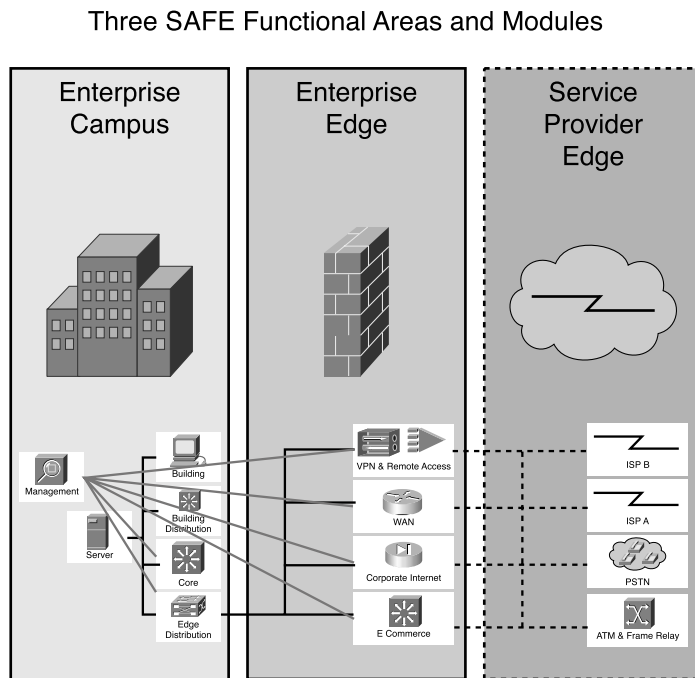 Three SAFE Functional Areas and Modules
Enterprise
Campus
Enterprise
Edge
Service
Provider
Edge
Management
Server
Building
Building
Distribution
Core
Edge
Distribution
VPN & Remote Access
WAN
Corporate Internet
E Commerce
ISP B
ISP A
PSTN
ATM & Frame Relay